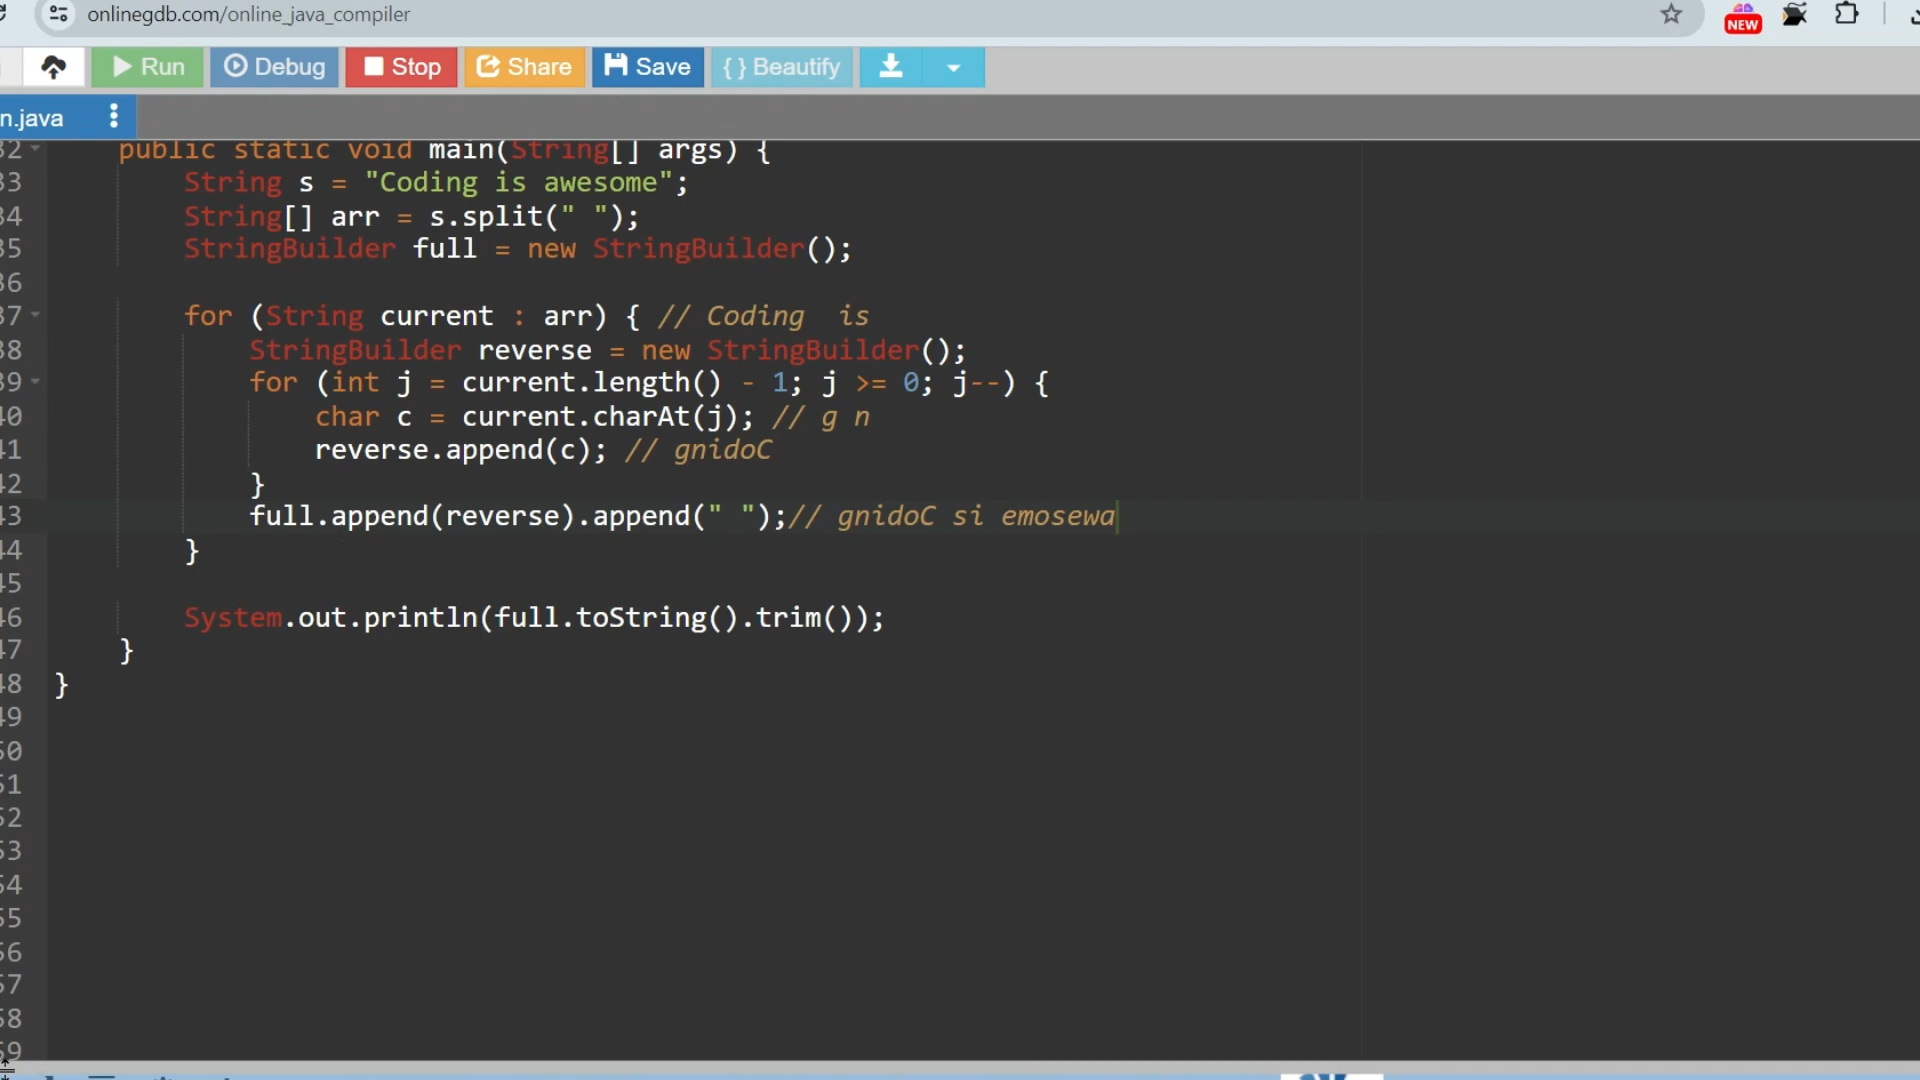 onlinegdb.com/online_java_compiler
NEW
Run Debug Stop Share Save { } Beautify
n.java
32 public static void main(String[] args) {
33 String s = "Coding is awesome";
34 String[] arr = s.split(" ");
35 StringBuilder full = new StringBuilder();
36
37 for (String current : arr) { // Coding  is
38 StringBuilder reverse = new StringBuilder();
39 for (int j = current.length() - 1; j >= 0; j--) {
40 char c = current.charAt(j); // g n
41 reverse.append(c); // gnidoC
42 }
43 full.append(reverse).append(" ");// gnidoC si emosewa
44 }
45
46 System.out.println(full.toString().trim());
47 }
48 }
49
50
51
52
53
54
55
56
57
58
59